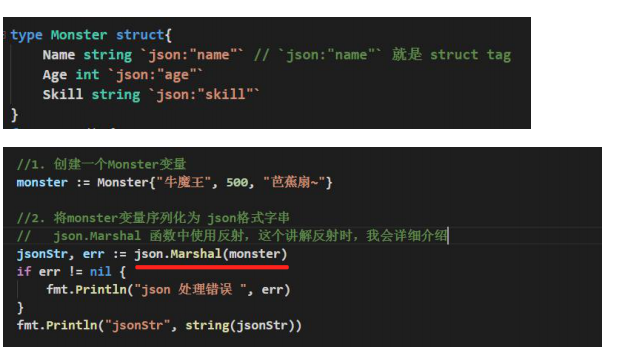 type Monster struct{
Name string `json:"name"` // `json:"name"` 就是 struct tag
Age int `json:"age"`
Skill string `json:"skill"`
}
//1. 创建一个Monster变量
monster := Monster{"牛魔王", 500, "芭蕉扇~"}
//2. 将monster变量序列化为 json格式字串
// json.Marshal 函数中使用反射，这个讲解反射时，我会详细介绍
jsonStr, err := json.Marshal(monster)
if err != nil {
fmt.Println("json 处理错误 ", err)
}
fmt.Println("jsonStr", string(jsonStr))